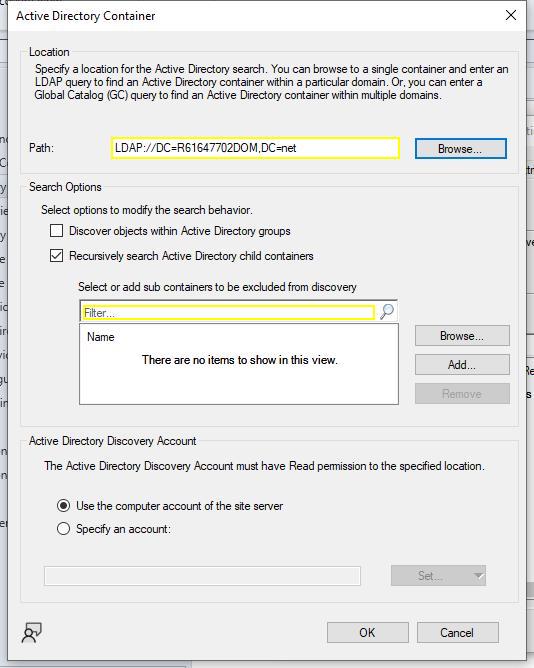 Active Directory Container
Location
Specify a location for the Active Directory search. You can browse to a single container and enter an
LDAP query to find an Active Directory container within a particular domain. Or, you can enter a
Global Catalog (GC) query to find an Active Directory container within multiple domains.
Path:
LDAP://DC=R61647702DOM,DC=net
Browse...
Search Options
Select options to modify the search behavior.
Discover objects within Active Directory groups
Recursively search Active Directory child containers
Select or add sub containers to be excluded from discovery
Filter...
Name
There are no items to show in this view.
Browse...
Add...
Remove
Active Directory Discovery Account
The Active Directory Discovery Account must have Read permission to the specified location.
Use the computer account of the site server
Specify an account:
Set...
OK
Cancel